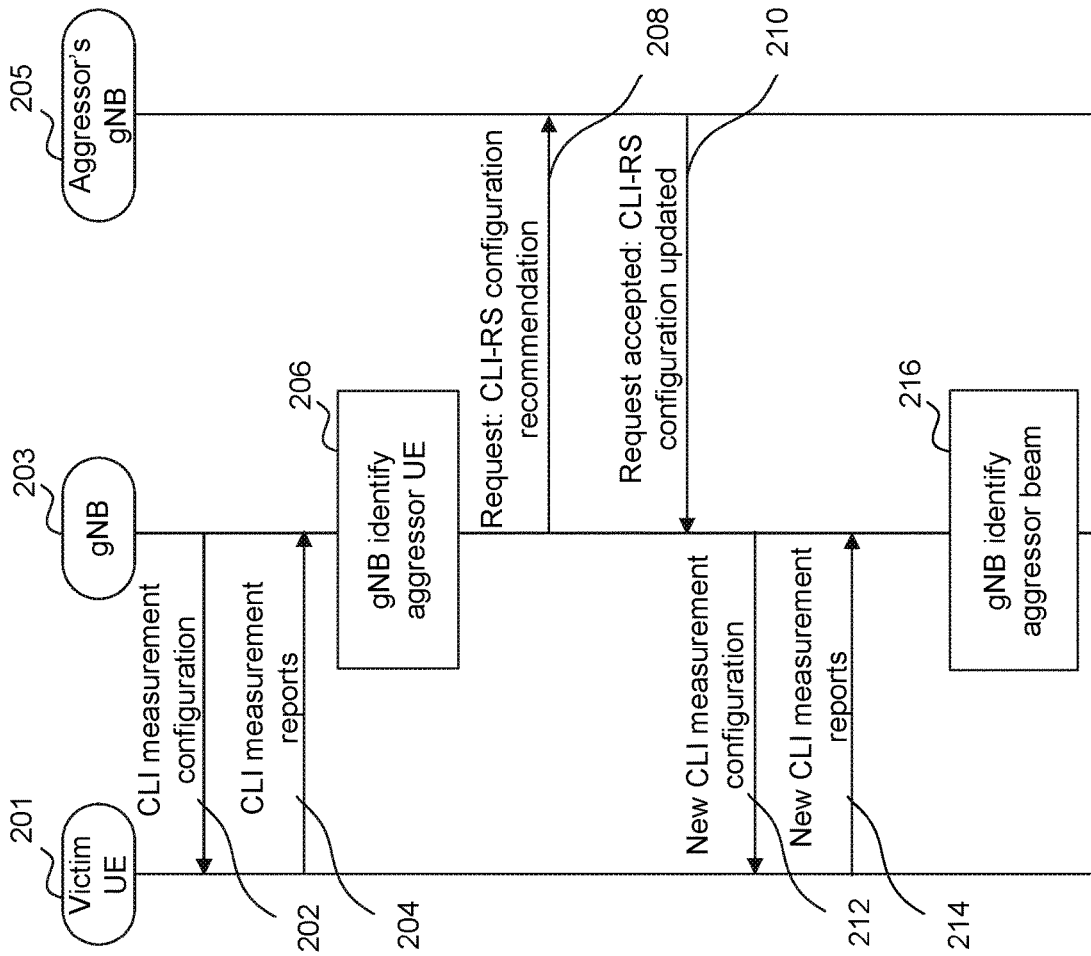 201
Victim
UE
203
gNB
205
Aggressor's
gNB
CLI measurement
configuration
202
CLI measurement
reports
204
206
gNB identify
aggressor UE
Request: CLI-RS configuration
recommendation
208
Request accepted: CLI-RS
configuration updated
210
New CLI measurement
configuration
212
New CLI measurement
reports
214
216
gNB identify
aggressor beam